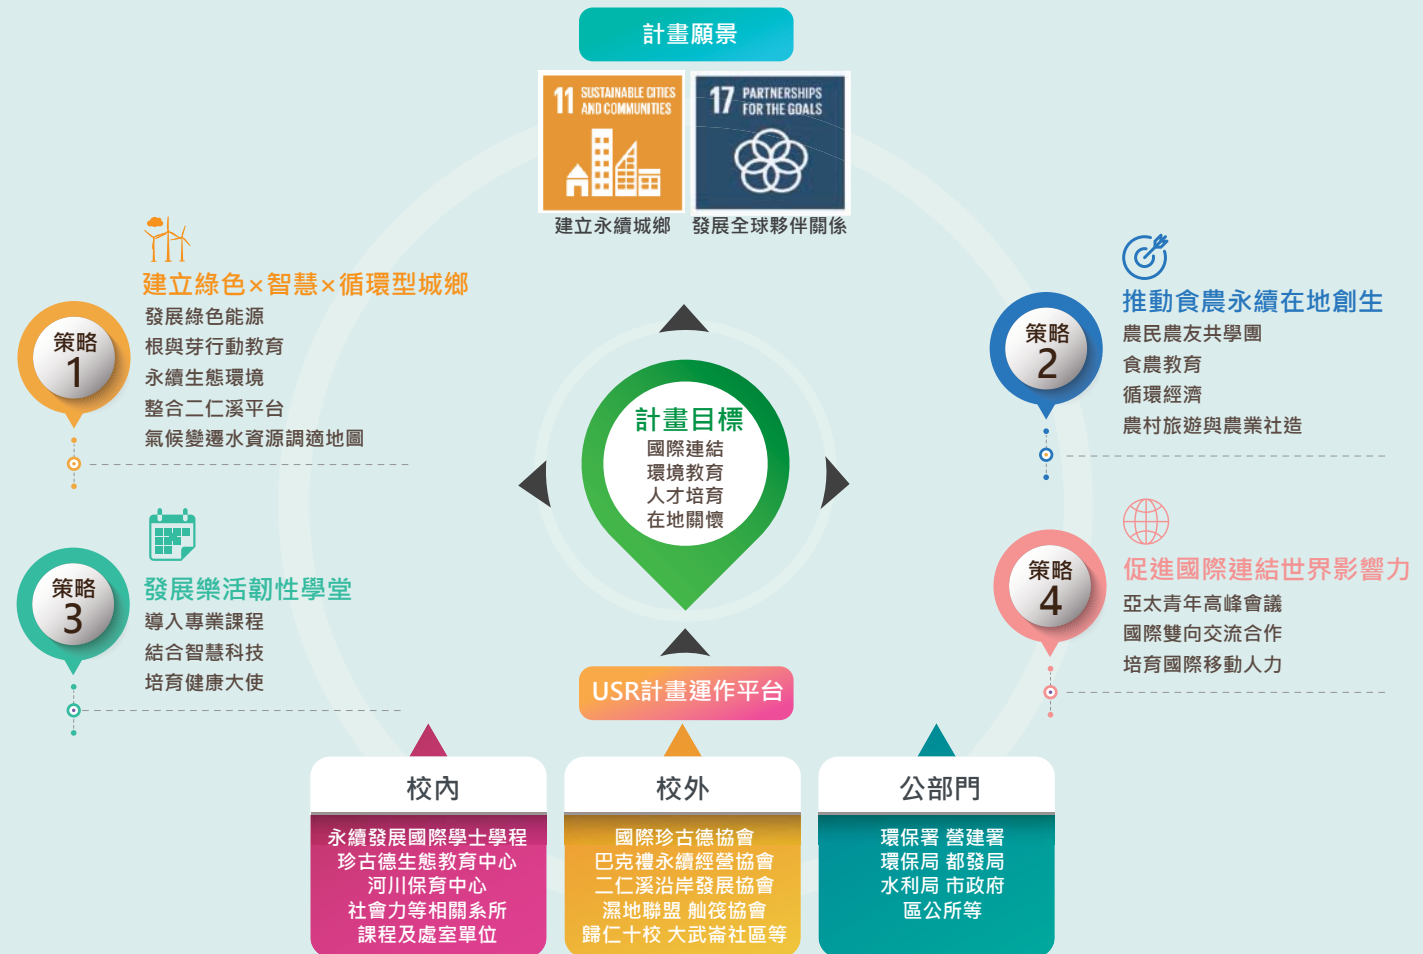 計畫願景
11 SUSTAINABLE CITIES
AND COMMUNITIES
17 PARTNERSHIPS
FOR THE GOALS
建立永續城鄉
發展全球夥伴關係
策略
1
建立綠色×智慧×循環型城鄉
發展綠色能源
根與芽行動教育
永續生態環境
整合二仁溪平台
氣候變遷水資源調適地圖
策略
2
推動食農永續在地創生
農民農友共學團
食農教育
循環經濟
農村旅遊與農業社造
計畫目標
國際連結
環境教育
人才培育
在地關懷
策略
3
發展樂活韌性學堂
導入專業課程
結合智慧科技
培育健康大使
策略
4
促進國際連結世界影響力
亞太青年高峰會議
國際雙向交流合作
培育國際移動人力
USR計畫運作平台
校內
永續發展國際學士學程
珍古德生態教育中心
河川保育中心
社會力等相關系所
課程及處室單位
校外
國際珍古德協會
巴克禮永續經營協會
二仁溪沿岸發展協會
濕地聯盟 舢筏協會
歸仁十校 大武崙社區等
公部門
環保署 營建署
環保局 都發局
水利局 市政府
區公所等